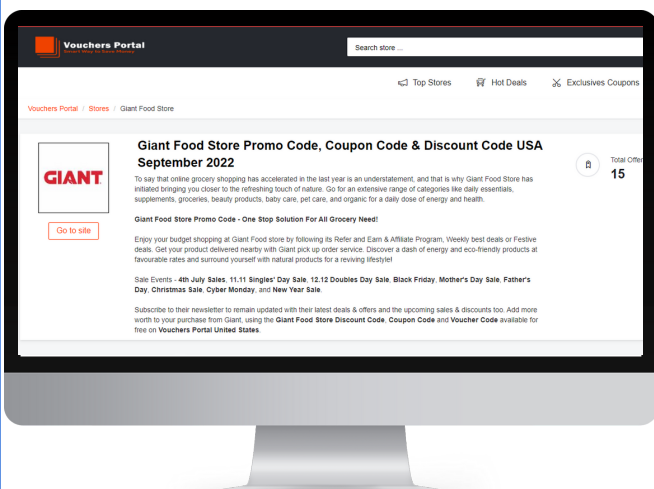 Vouchers Portal
Smart Way to Save Money
Search store ...
Top Stores
Hot Deals
Exclusives Coupons
Vouchers Portal / Stores / Giant Food Store
GIANT
Go to site
Giant Food Store Promo Code, Coupon Code & Discount Code USA
September 2022
Total Offer
15
To say that online grocery shopping has accelerated in the last year is an understatement, and that is why Giant Food Store has
initiated bringing you closer to the refreshing touch of nature. Go for an extensive range of categories like daily essentials,
supplements, groceries, beauty products, baby care, pet care, and organic for a daily dose of energy and health.
Giant Food Store Promo Code - One Stop Solution For All Grocery Need!
Enjoy your budget shopping at Giant Food store by following its Refer and Earn & Affiliate Program, Weekly best deals or Festive
deals. Get your product delivered nearby with Giant pick up order service. Discover a dash of energy and eco-friendly products at
favourable rates and surround yourself with natural products for a reviving lifestyle!
Sale Events - 4th July Sales, 11.11 Singles' Day Sale, 12.12 Doubles Day Sale, Black Friday, Mother's Day Sale, Father's
Day, Christmas Sale, Cyber Monday, and New Year Sale.
Subscribe to their newsletter to remain updated with their latest deals & offers and the upcoming sales & discounts too. Add more
worth to your purchase from Giant, using the Giant Food Store Discount Code, Coupon Code and Voucher Code available for
free on Vouchers Portal United States.